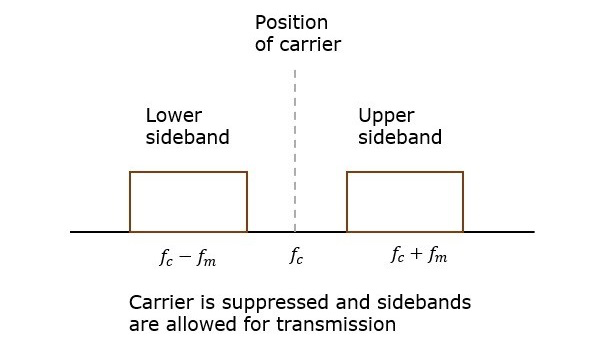 Position
of carrier
Lower
sideband
Upper
sideband
f_c − f_m
f_c
f_c + f_m
Carrier is suppressed and sidebands
are allowed for transmission